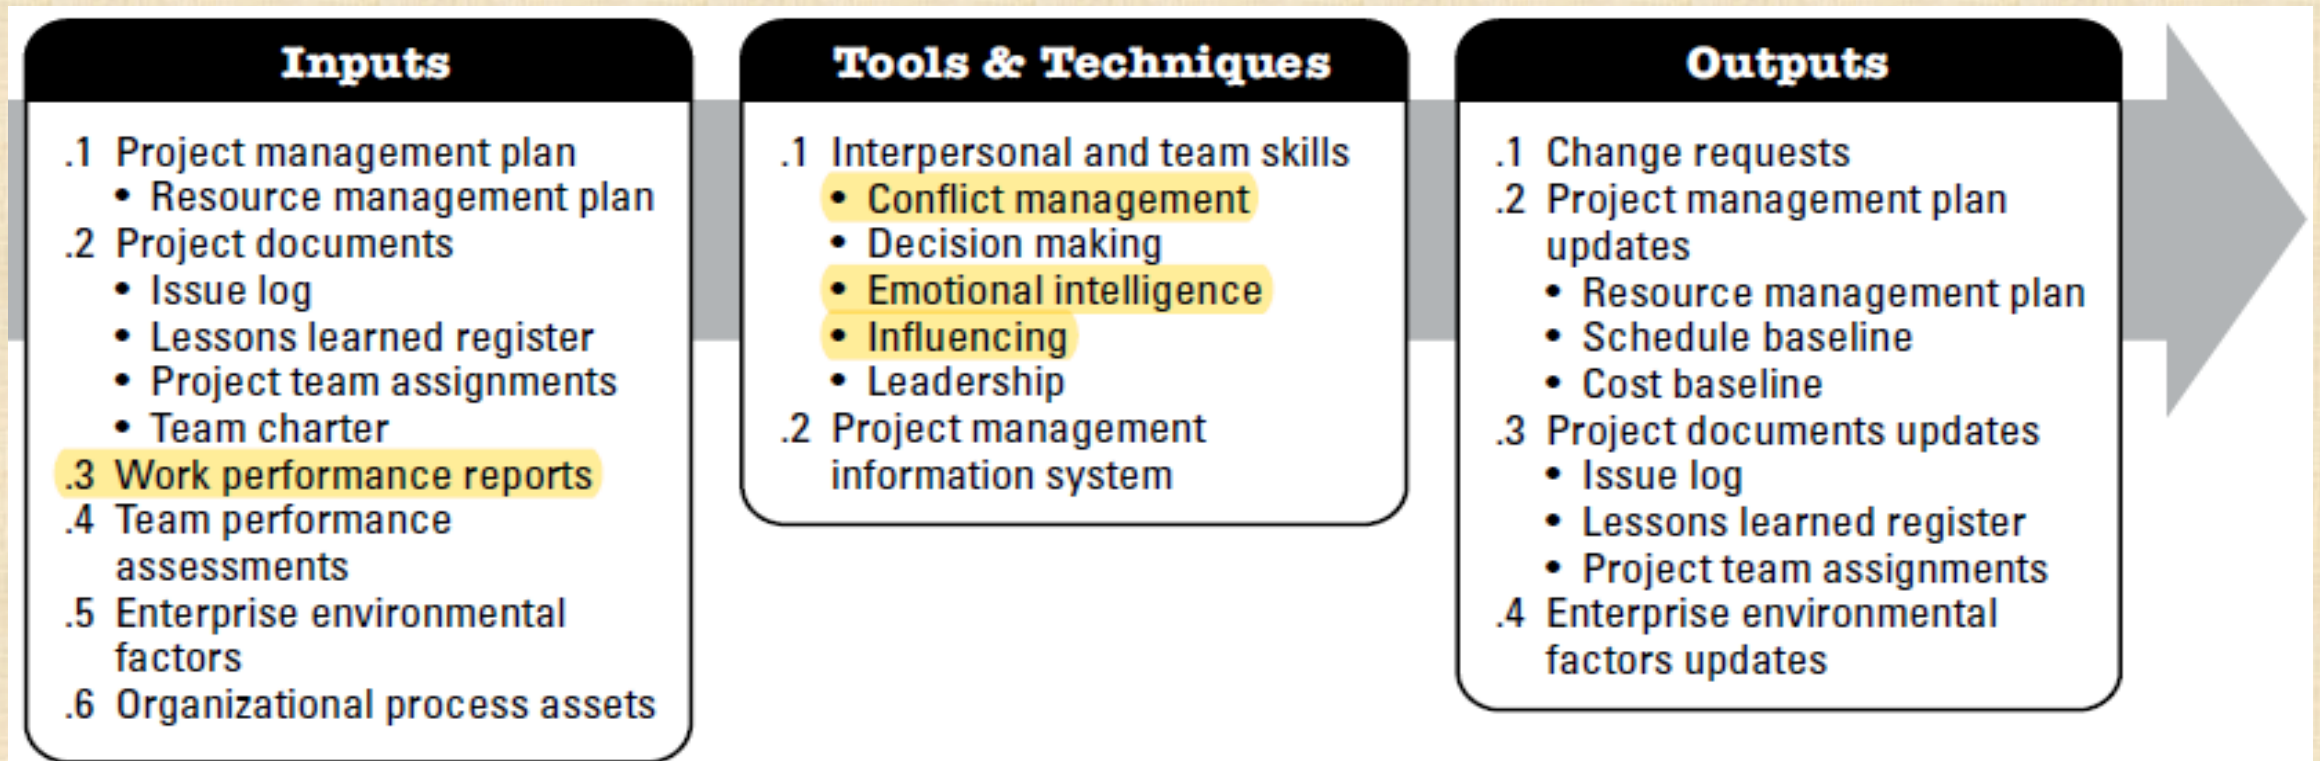 Inputs
.1 Project management plan
• Resource management plan
.2 Project documents
• Issue log
• Lessons learned register
• Project team assignments
• Team charter
.3 Work performance reports
.4 Team performance
assessments
.5 Enterprise environmental
factors
.6 Organizational process assets
Tools & Techniques
.1 Interpersonal and team skills
• Conflict management
• Decision making
• Emotional intelligence
• Influencing
• Leadership
.2 Project management
information system
Outputs
.1 Change requests
.2 Project management plan
updates
• Resource management plan
• Schedule baseline
• Cost baseline
.3 Project documents updates
• Issue log
• Lessons learned register
• Project team assignments
.4 Enterprise environmental
factors updates